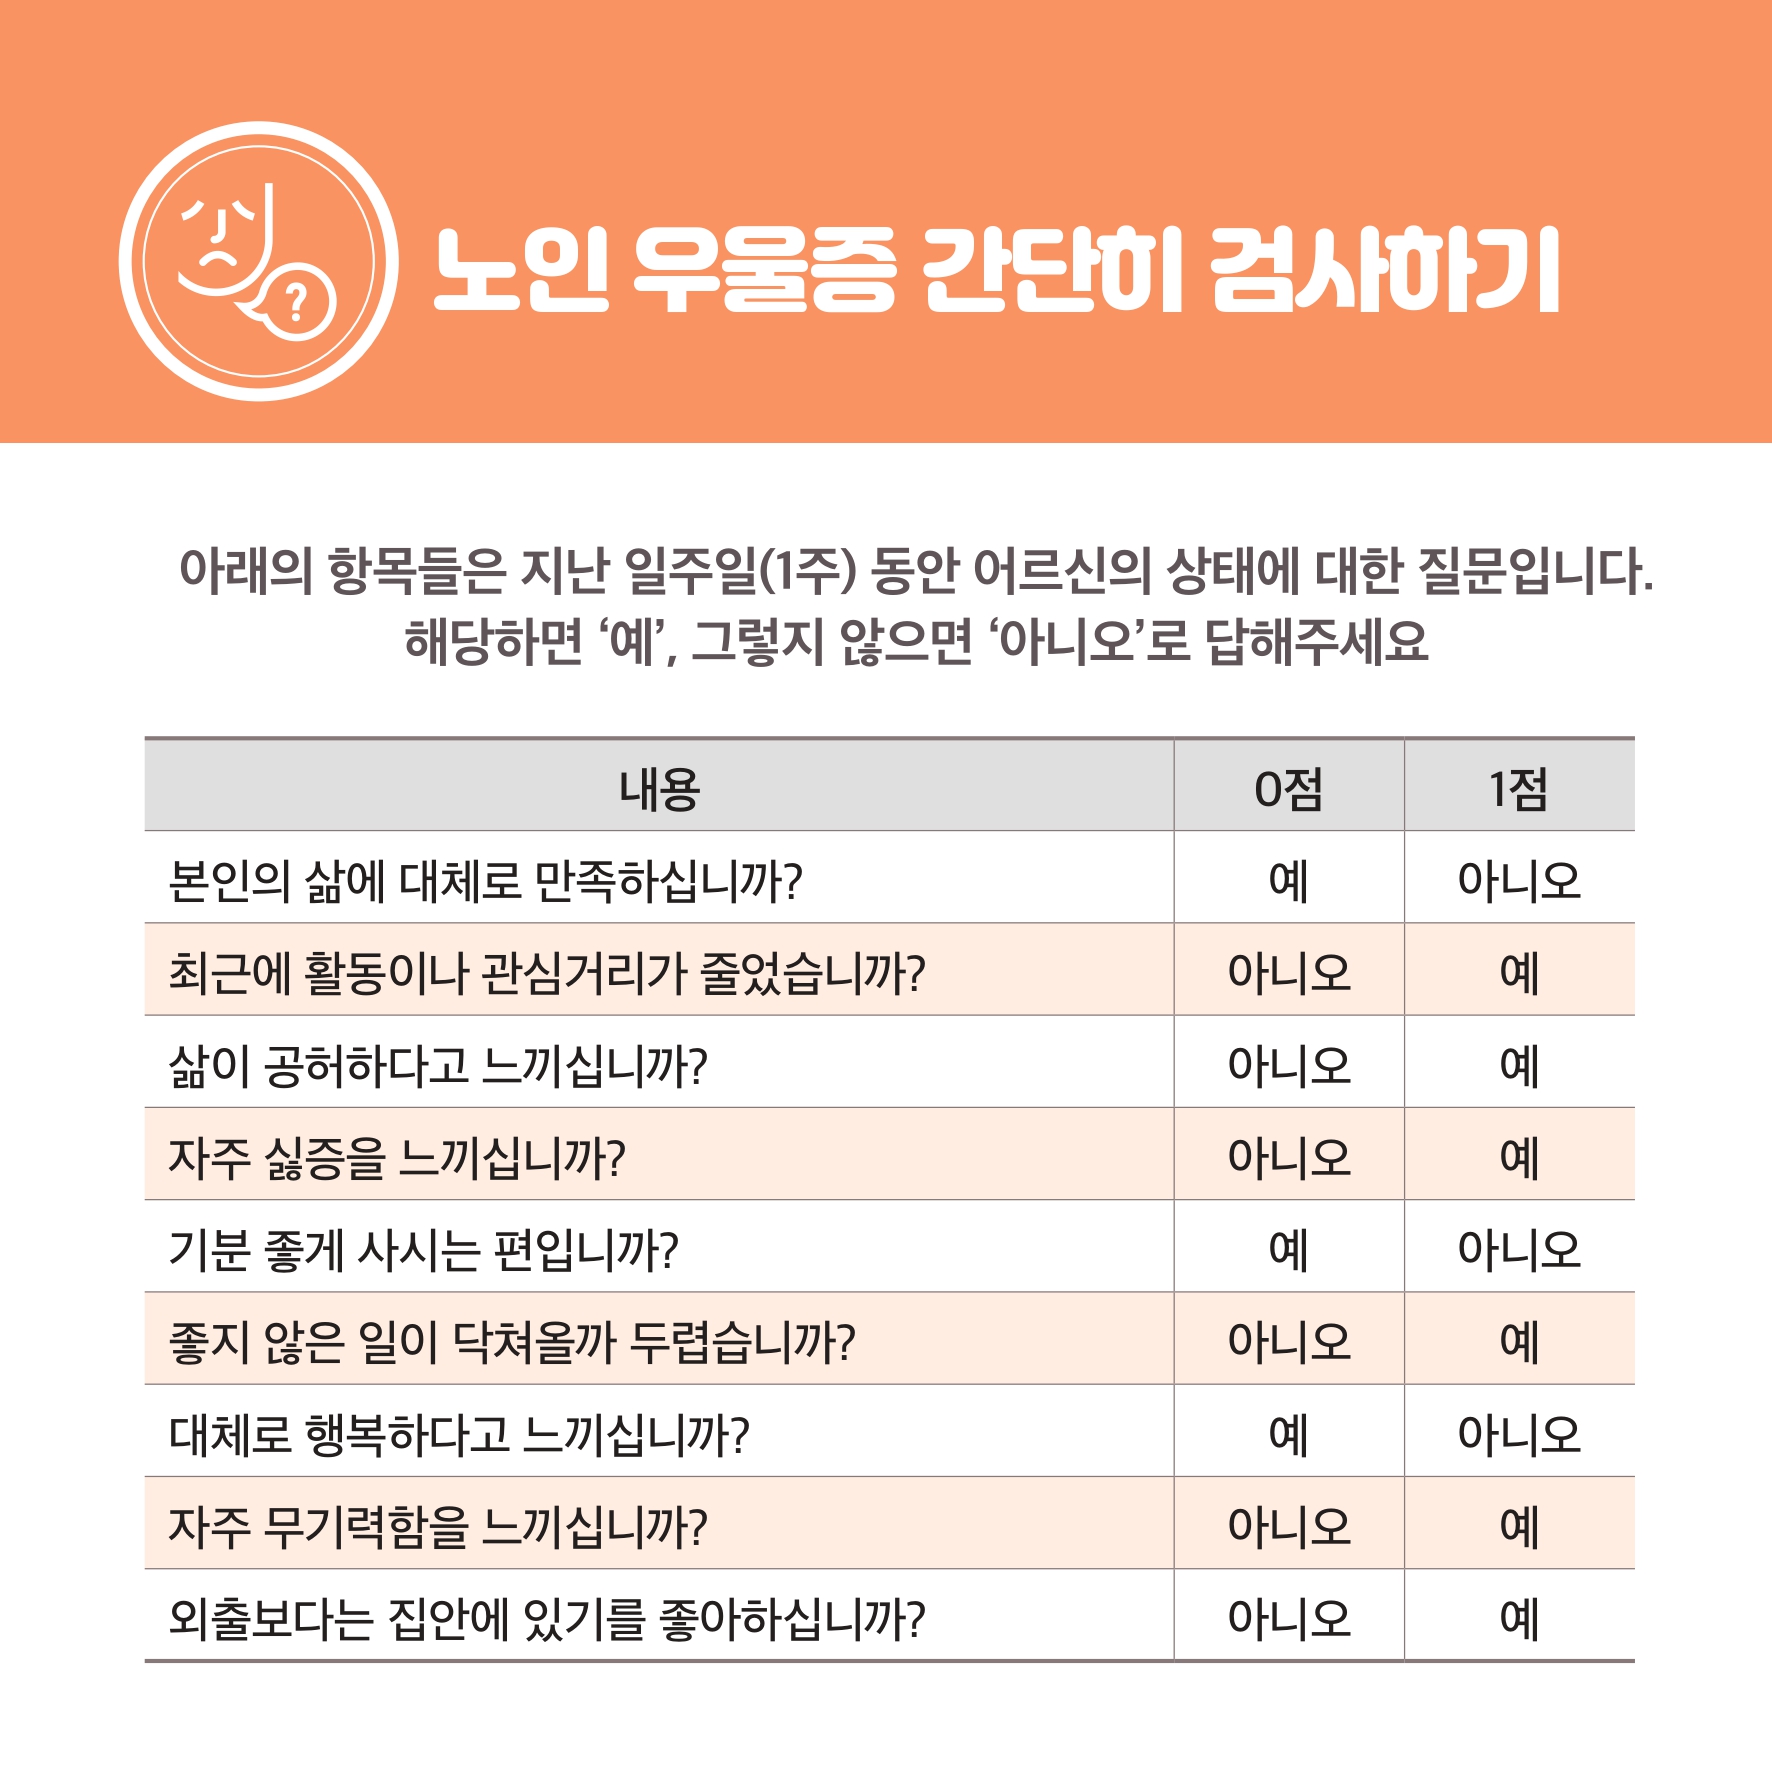 노인 우울증 간단히 검사하기
?
아래의 항목들은 지난 일주일(1주) 동안 어르신의 상태에 대한 질문입니다.
해당하면 ‘예’, 그렇지 않으면 ‘아니오’로 답해주세요
내용 0점 1점
본인의 삶에 대체로 만족하십니까? 예 아니오
최근에 활동이나 관심거리가 줄었습니까? 아니오 예
삶이 공허하다고 느끼십니까? 아니오 예
자주 싫증을 느끼십니까? 아니오 예
기분 좋게 사시는 편입니까? 예 아니오
좋지 않은 일이 닥쳐올까 두렵습니까? 아니오 예
대체로 행복하다고 느끼십니까? 예 아니오
자주 무기력함을 느끼십니까? 아니오 예
외출보다는 집안에 있기를 좋아하십니까? 아니오 예